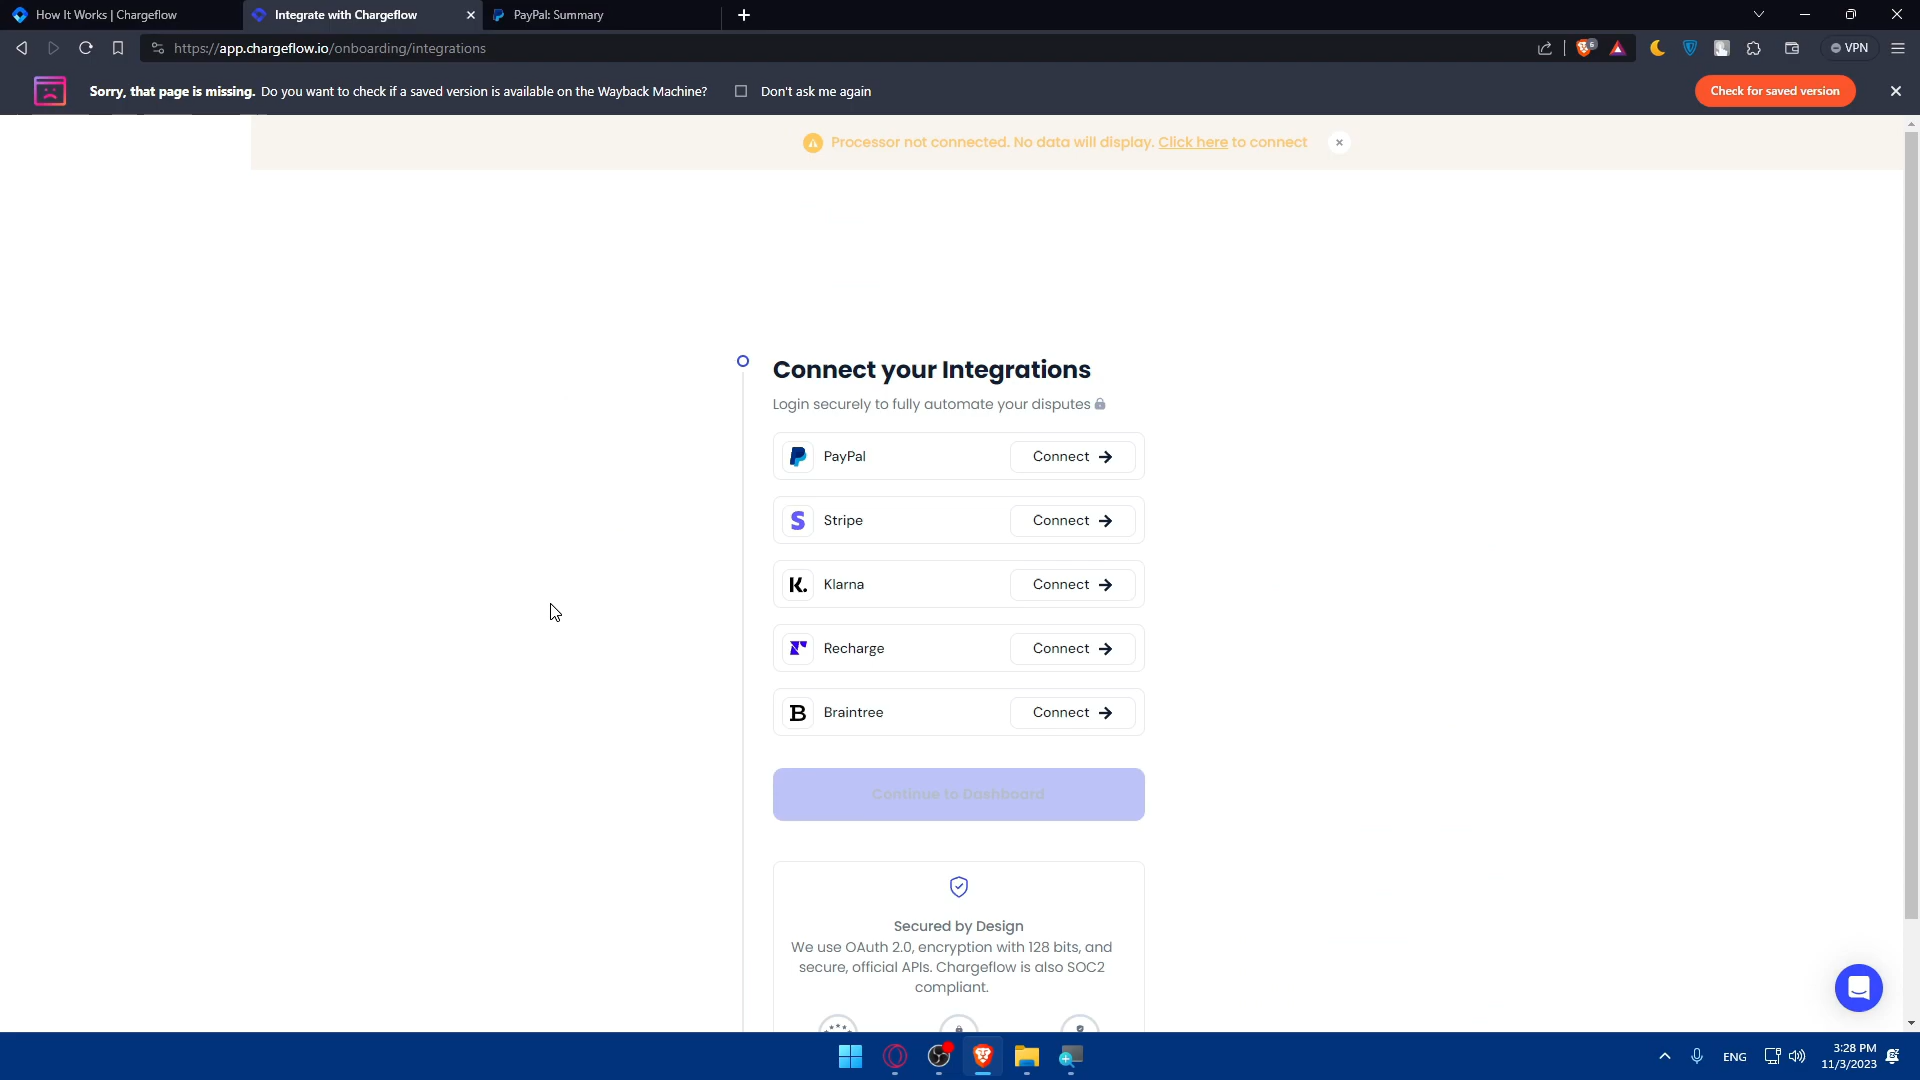 How It Works | Chargeflow
Integrate with Chargeflow
PayPal: Summary
https://app.chargeflow.io/onboarding/integrations
6
VPN
Sorry, that page is missing. Do you want to check if a saved version is available on the Wayback Machine?
Don't ask me again
Check for saved version
Processor not connected. No data will display. Click here to connect
Connect your Integrations
Login securely to fully automate your disputes
PayPal
Connect
Stripe
Connect
Klarna
Connect
Recharge
Connect
Braintree
Connect
Continue to Dashboard
Secured by Design
We use OAuth 2.0, encryption with 128 bits, and
secure, official APIs. Chargeflow is also SOC2
compliant.
ENG
3:28 PM
11/3/2023